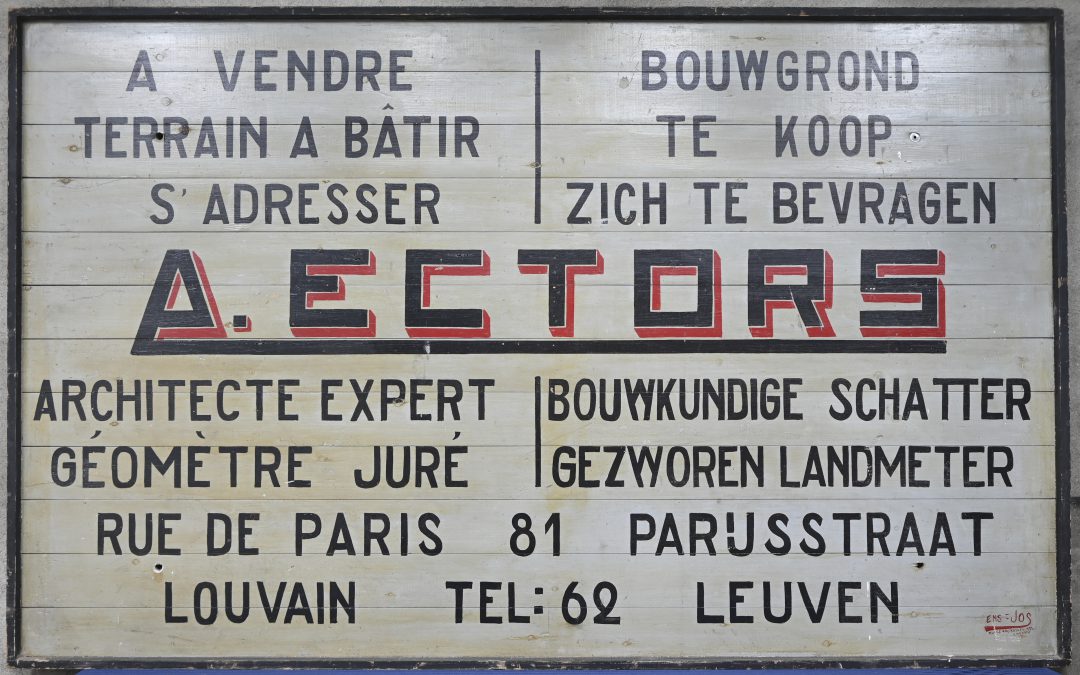 A VENDRE
TERRAIN A BÂTIR
S' ADRESSER
BOUWGROND
TE KOOP
ZICH TE BEVRAGEN
A. ECTORS
ARCHITECTE EXPERT
GÉOMÈTRE JURÉ
BOUWKUNDIGE SCHATTER
GEZWOREN LANDMETER
RUE DE PARIS 81 PARIJSSTRAAT
LOUVAIN TEL: 62 LEUVEN
JOS